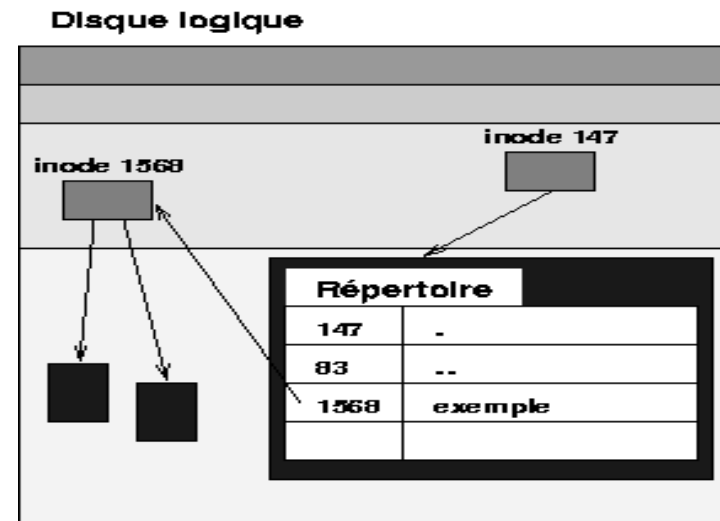 Disque logique
inode 147
inode 1568
Répertoire
147 .
83 ..
1568 exemple